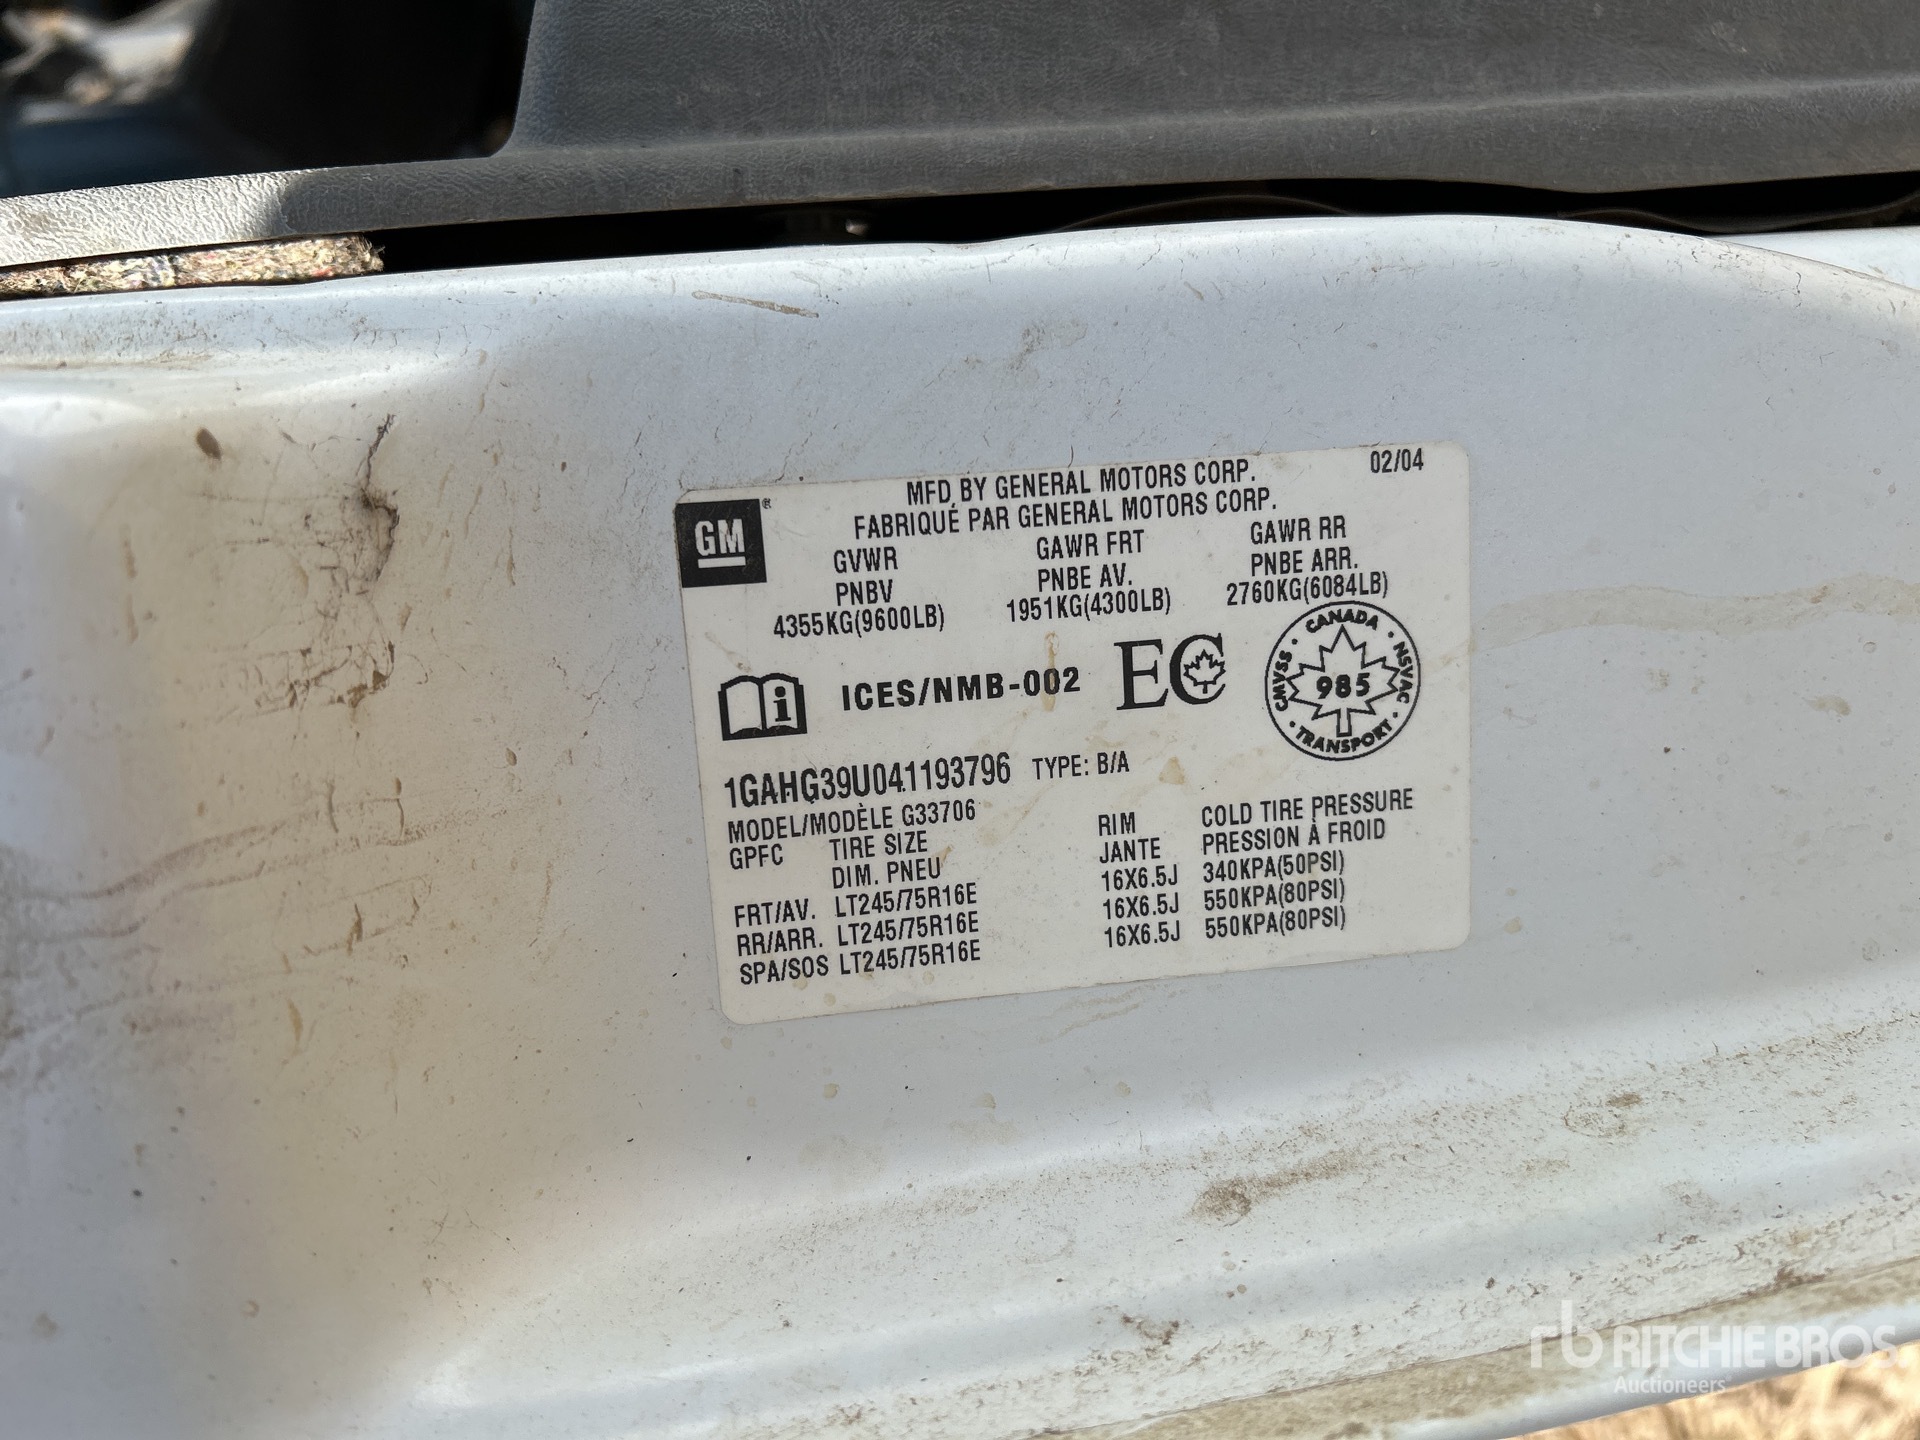 02/04
MFD BY GENERAL MOTORS CORP.
FABRIQUÉ PAR GENERAL MOTORS CORP.
GM®
GVWR GAWR FRT GAWR RR
PNBV PNBE AV. PNBE ARR.
4355KG(9600LB) 1951KG(4300LB) 2760KG(6084LB)
i ICES/NMB-002 EC
CANADA · NSVAC · TRANSPORT · CMVSS ·
985
1GAHG39U041193796 TYPE: B/A
MODEL/MODÈLE G33706
GPFC TIRE SIZE RIM COLD TIRE PRESSURE
DIM. PNEU JANTE PRESSION À FROID
FRT/AV. LT245/75R16E 16X6.5J 340KPA(50PSI)
RR/ARR. LT245/75R16E 16X6.5J 550KPA(80PSI)
SPA/SOS LT245/75R16E 16X6.5J 550KPA(80PSI)
rb RITCHIE BROS.
Auctioneers